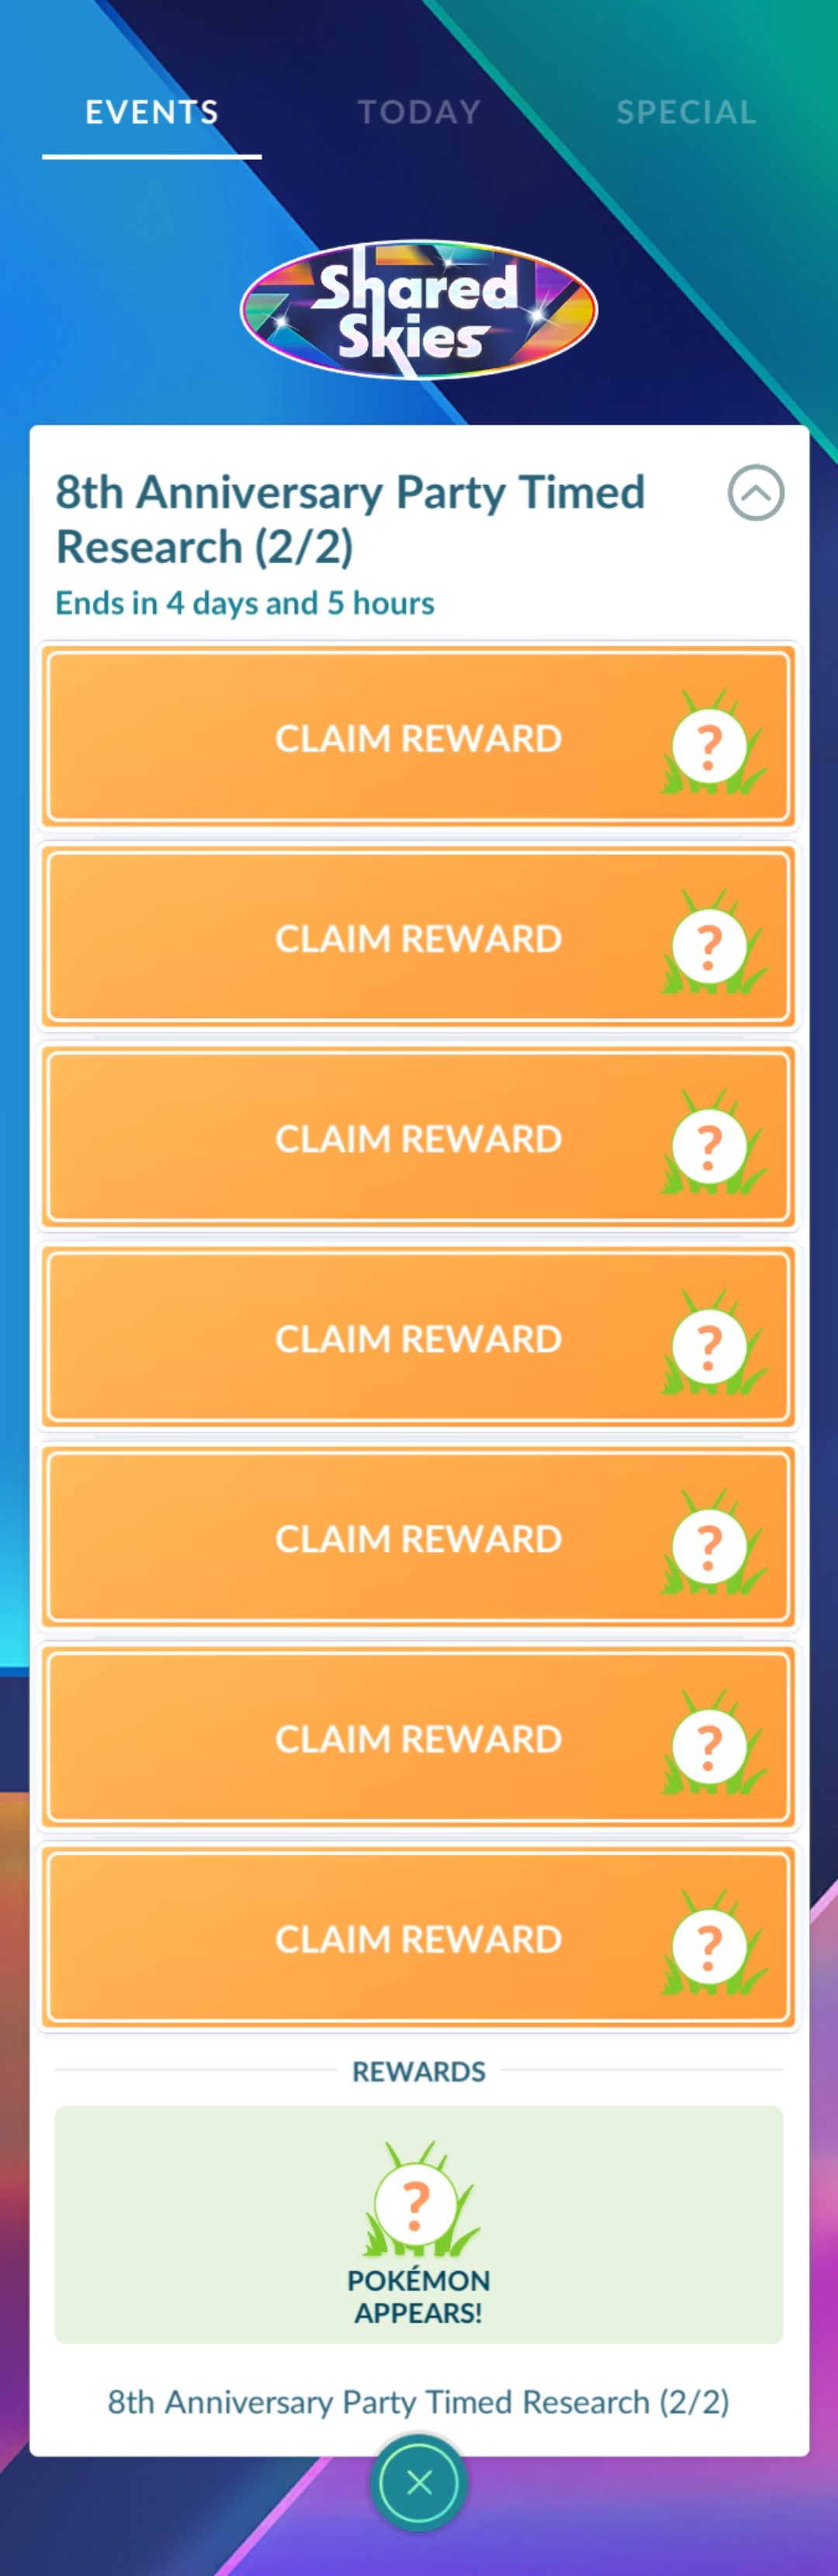 EVENTS TODAY SPECIAL
Shared
Skies
8th Anniversary Party Timed
Research (2/2)
Ends in 4 days and 5 hours
CLAIM REWARD ?
CLAIM REWARD ?
CLAIM REWARD ?
CLAIM REWARD ?
CLAIM REWARD ?
CLAIM REWARD ?
CLAIM REWARD ?
REWARDS
?
POKÉMON
APPEARS!
8th Anniversary Party Timed Research (2/2)